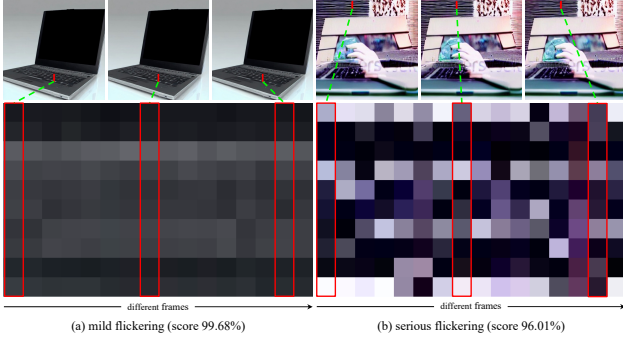 different frames
different frames
(a) mild flickering (score 99.68%)
(b) serious flickering (score 96.01%)